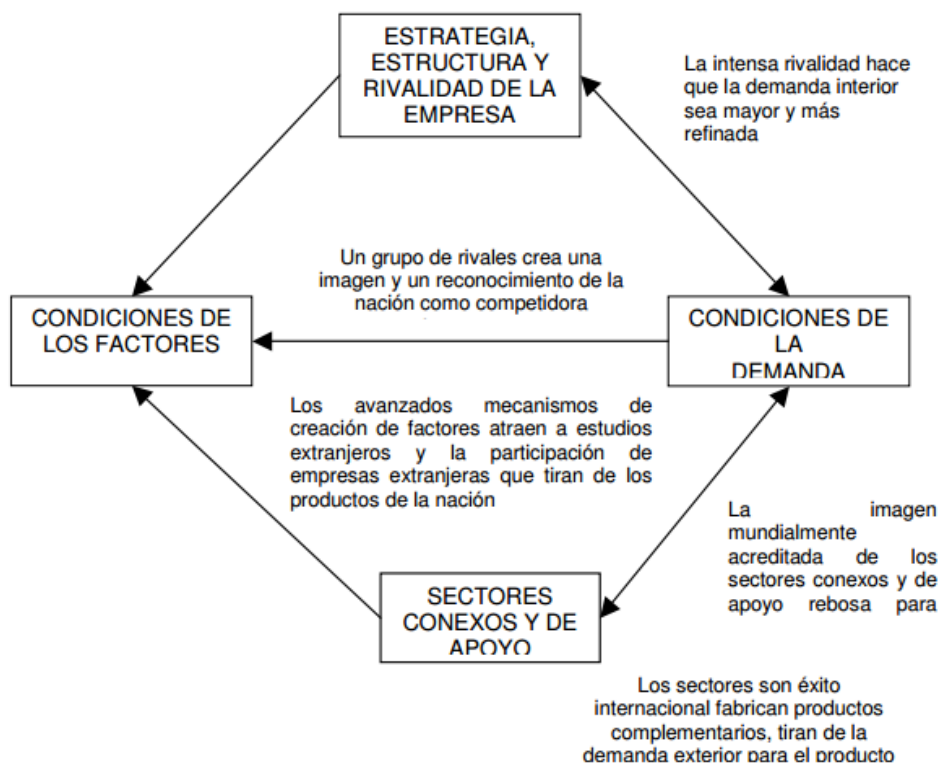 ESTRATEGIA,
ESTRUCTURA Y
RIVALIDAD DE LA
EMPRESA
La intensa rivalidad hace
que la demanda interior
sea mayor y más
refinada
Un grupo de rivales crea una
imagen y un reconocimiento de la
nación como competidora
CONDICIONES DE
LOS FACTORES
CONDICIONES DE
LA
DEMANDA
Los avanzados mecanismos de
creación de factores atraen a estudios
extranjeros y la participación de
empresas extranjeras que tiran de los
productos de la nación
La imagen
mundialmente
acreditada de los
sectores conexos y de
apoyo rebosa para
SECTORES
CONEXOS Y DE
APOYO
Los sectores son éxito
internacional fabrican productos
complementarios, tiran de la
demanda exterior para el producto